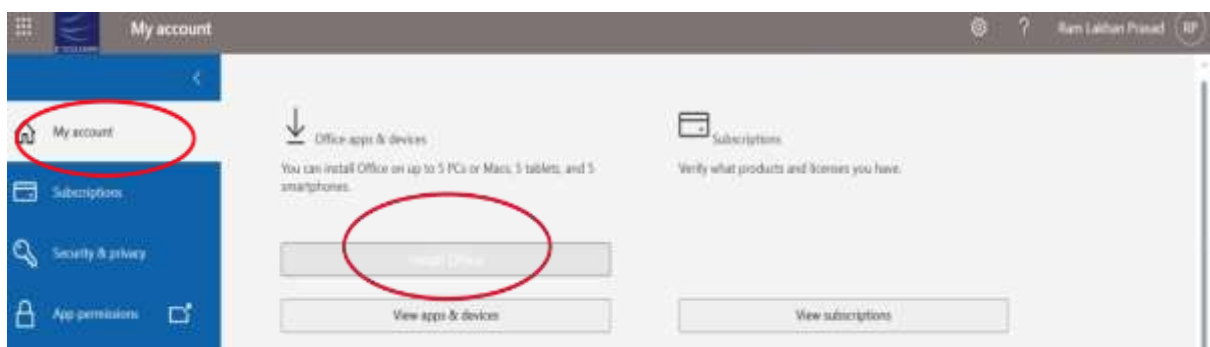 My account
? Ram Lakhan Prasad RP
My account
Subscriptions
Security & privacy
App permissions
Office apps & devices
You can install Office on up to 5 PCs or Macs, 5 tablets, and 5
smartphones.
Install Office
View apps & devices
Subscriptions
Verify what products and licenses you have.
View subscriptions